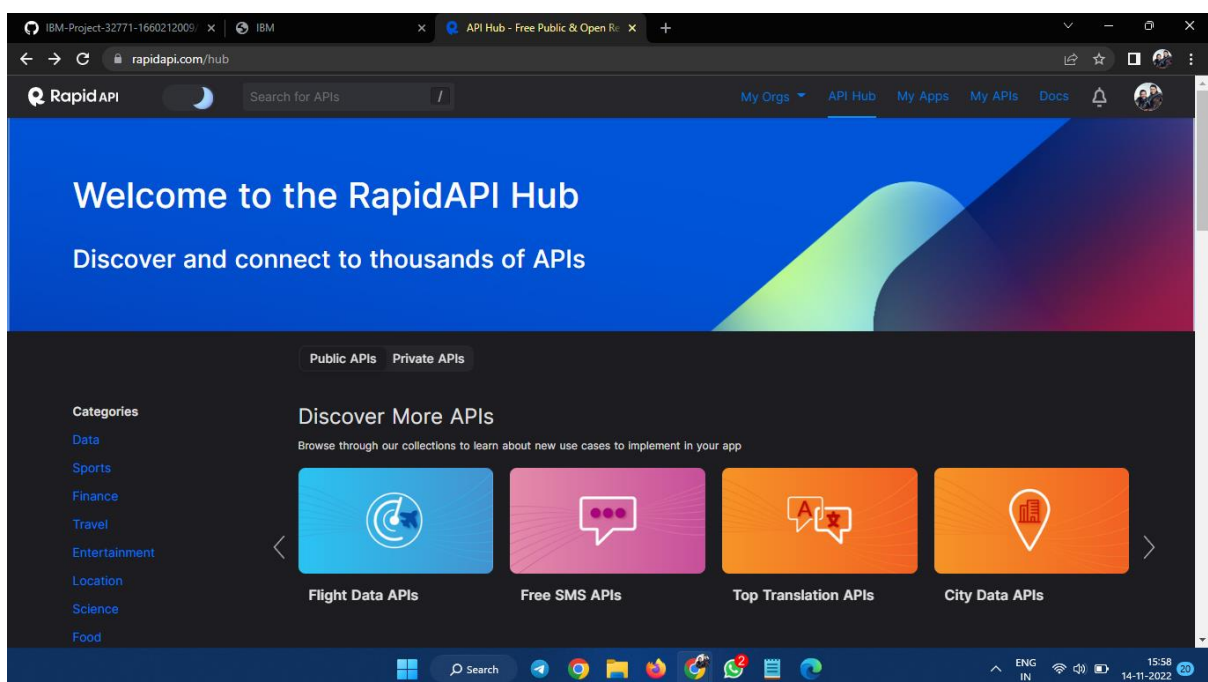 IBM-Project-32771-1660212009/
IBM
API Hub - Free Public & Open Re
rapidapi.com/hub
Rapid API
Search for APIs
/
My Orgs
API Hub
My Apps
My APIs
Docs
Welcome to the RapidAPI Hub
Discover and connect to thousands of APIs
Public APIs Private APIs
Categories
Data
Sports
Finance
Travel
Entertainment
Location
Science
Food
Discover More APIs
Browse through our collections to learn about new use cases to implement in your app
A
文
Flight Data APIs
Free SMS APIs
Top Translation APIs
City Data APIs
Search
2
ENG
IN
15:58
14-11-2022
20